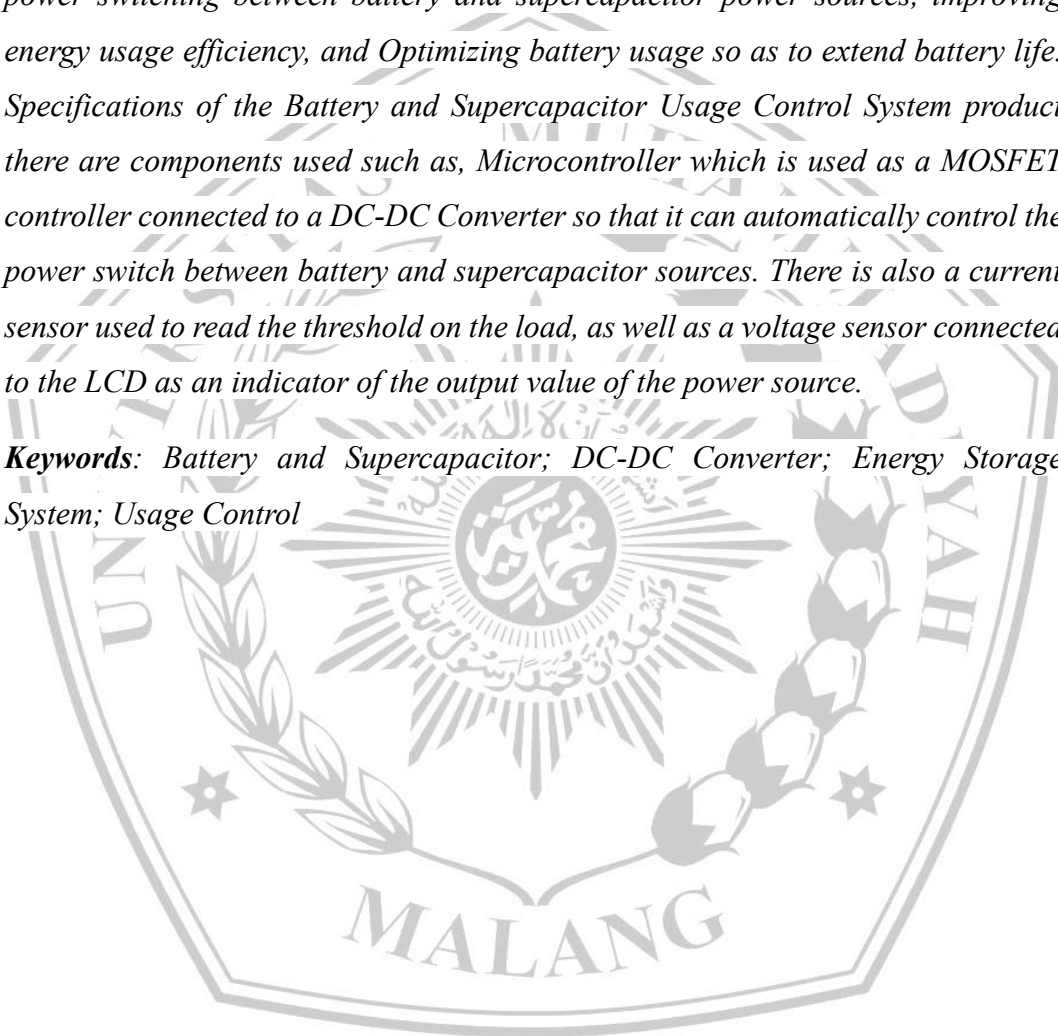 power switching between battery and supercapacitor power sources, improving
energy usage efficiency, and Optimizing battery usage so as to extend battery life.
Specifications of the Battery and Supercapacitor Usage Control System product
there are components used such as, Microcontroller which is used as a MOSFET
controller connected to a DC-DC Converter so that it can automatically control the
power switch between battery and supercapacitor sources. There is also a current
sensor used to read the threshold on the load, as well as a voltage sensor connected
to the LCD as an indicator of the output value of the power source.
Keywords: Battery and Supercapacitor; DC-DC Converter; Energy Storage
System; Usage Control
MALANG